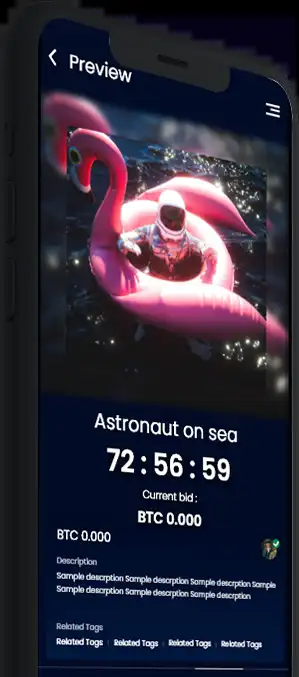 Preview
Astronaut on sea
72 : 56 : 59
Current bid :
BTC 0.000
BTC 0.000
Description
Sample descrption Sample descrption Sample descrption Sample
Sample descrption Sample descrption Sample descrption
Related Tags
Related Tags Related Tags Related Tags Related Tags